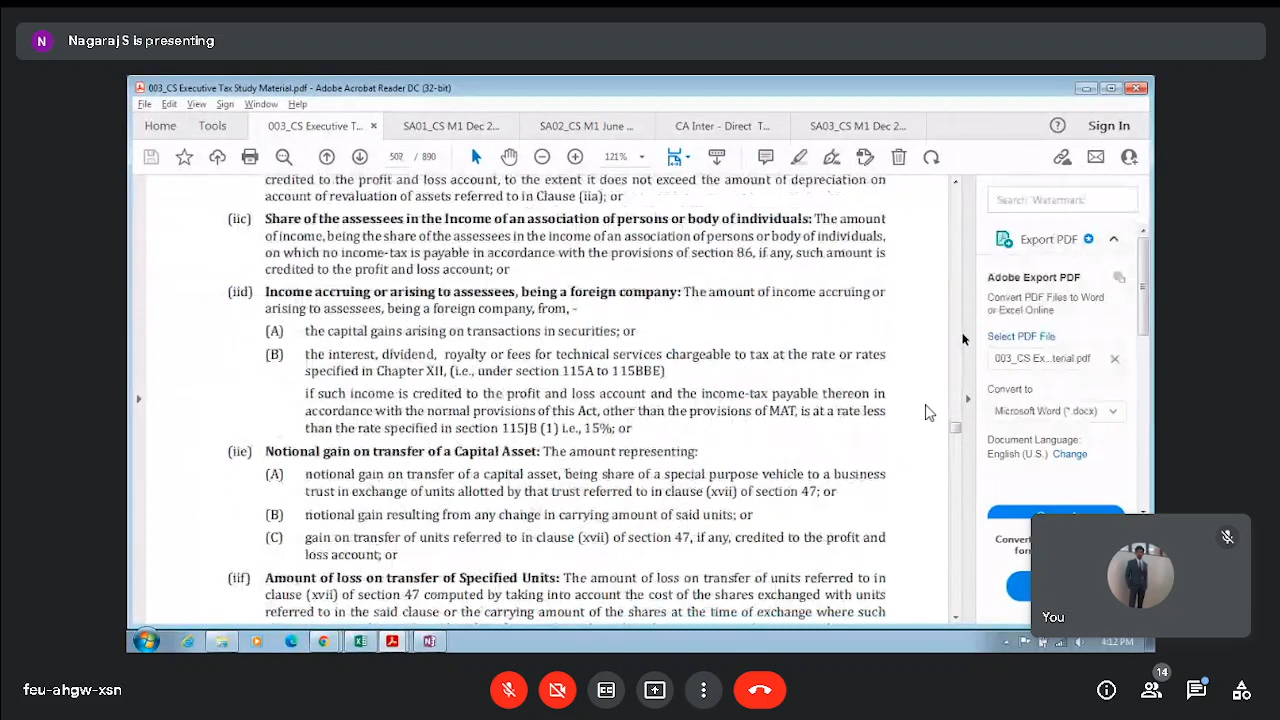 N Nagaraj S is presenting
003_CS Executive Tax Study Material.pdf - Adobe Acrobat Reader DC (32-bit)
File Edit View Sign Window Help
Home Tools 003_CS Executive T... × SA01_CS M1 Dec 2... SA02_CS M1 June ... CA Inter - Direct T... SA03_CS M1 Dec 2... Sign In
502 / 890 121%
credited to the profit and loss account, to the extent it does not exceed the amount of depreciation on
account of revaluation of assets referred to in Clause (iia); or
(iic) Share of the assessees in the Income of an association of persons or body of individuals: The amount
of income, being the share of the assessees in the income of an association of persons or body of individuals,
on which no income-tax is payable in accordance with the provisions of section 86, if any, such amount is
credited to the profit and loss account; or
(iid) Income accruing or arising to assessees, being a foreign company: The amount of income accruing or
arising to assessees, being a foreign company, from, -
(A) the capital gains arising on transactions in securities; or
(B) the interest, dividend, royalty or fees for technical services chargeable to tax at the rate or rates
specified in Chapter XII, (i.e., under section 115A to 115BBE)
if such income is credited to the profit and loss account and the income-tax payable thereon in
accordance with the normal provisions of this Act, other than the provisions of MAT, is at a rate less
than the rate specified in section 115JB (1) i.e., 15%; or
(iie) Notional gain on transfer of a Capital Asset: The amount representing:
(A) notional gain on transfer of a capital asset, being share of a special purpose vehicle to a business
trust in exchange of units allotted by that trust referred to in clause (xvii) of section 47; or
(B) notional gain resulting from any change in carrying amount of said units; or
(C) gain on transfer of units referred to in clause (xvii) of section 47, if any, credited to the profit and
loss account; or
(iif) Amount of loss on transfer of Specified Units: The amount of loss on transfer of units referred to in
clause (xvii) of section 47 computed by taking into account the cost of the shares exchanged with units
referred to in the said clause or the carrying amount of the shares at the time of exchange where such
Search 'Watermark'
Export PDF
Adobe Export PDF
Convert PDF Files to Word
or Excel Online
Select PDF File
003_CS Ex...terial.pdf ×
Convert to
Microsoft Word (*.docx)
Document Language:
English (U.S.) Change
You
4:12 PM
feu-ahgw-xsn
14